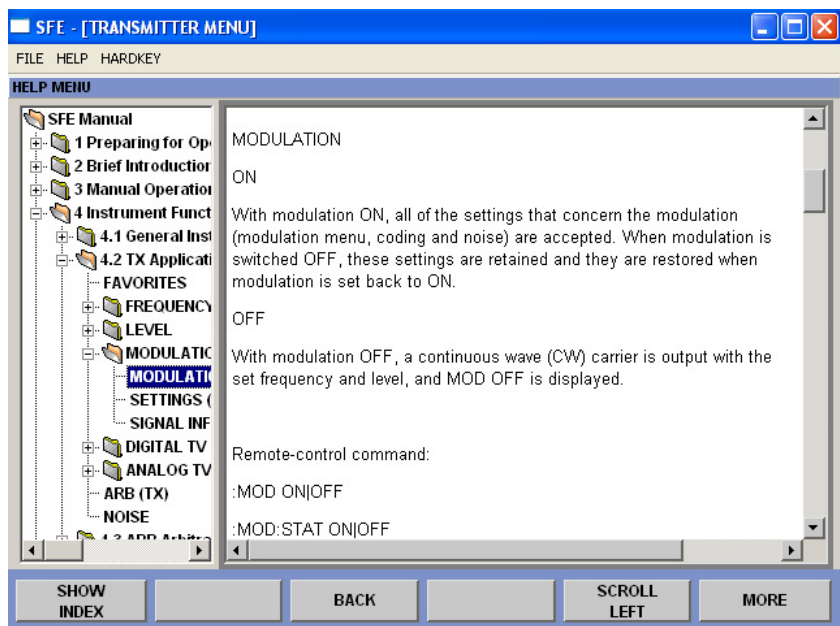 SFE - [TRANSMITTER MENU]
FILE HELP HARDKEY
HELP MENU
SFE Manual
1 Preparing for Op
2 Brief Introduction
3 Manual Operation
4 Instrument Funct
4.1 General Inst
4.2 TX Applicati
FAVORITES
FREQUENCY
LEVEL
MODULATIC
MODULATI
SETTINGS (
SIGNAL INF
DIGITAL TV
ANALOG TV
ARB (TX)
NOISE
MODULATION
ON
With modulation ON, all of the settings that concern the modulation
(modulation menu, coding and noise) are accepted. When modulation is
switched OFF, these settings are retained and they are restored when
modulation is set back to ON.
OFF
With modulation OFF, a continuous wave (CW) carrier is output with the
set frequency and level, and MOD OFF is displayed.
Remote-control command:
:MOD ON|OFF
:MOD:STAT ON|OFF
SHOW
INDEX
BACK
SCROLL
LEFT
MORE